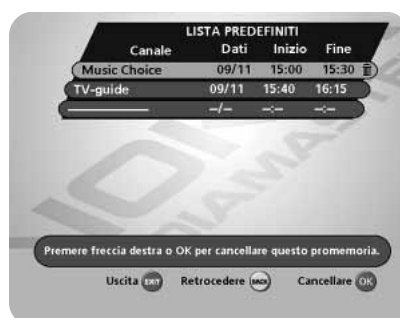 LISTA PREDEFINITI
Canale Dati Inizio Fine
Music Choice 09/11 15:00 15:30
TV-guide 09/11 15:40 16:15
–/– –:– –:–
Premere freccia destra o OK per cancellare questo promemoria.
Uscita EXIT Retrocedere BACK Cancellare OK